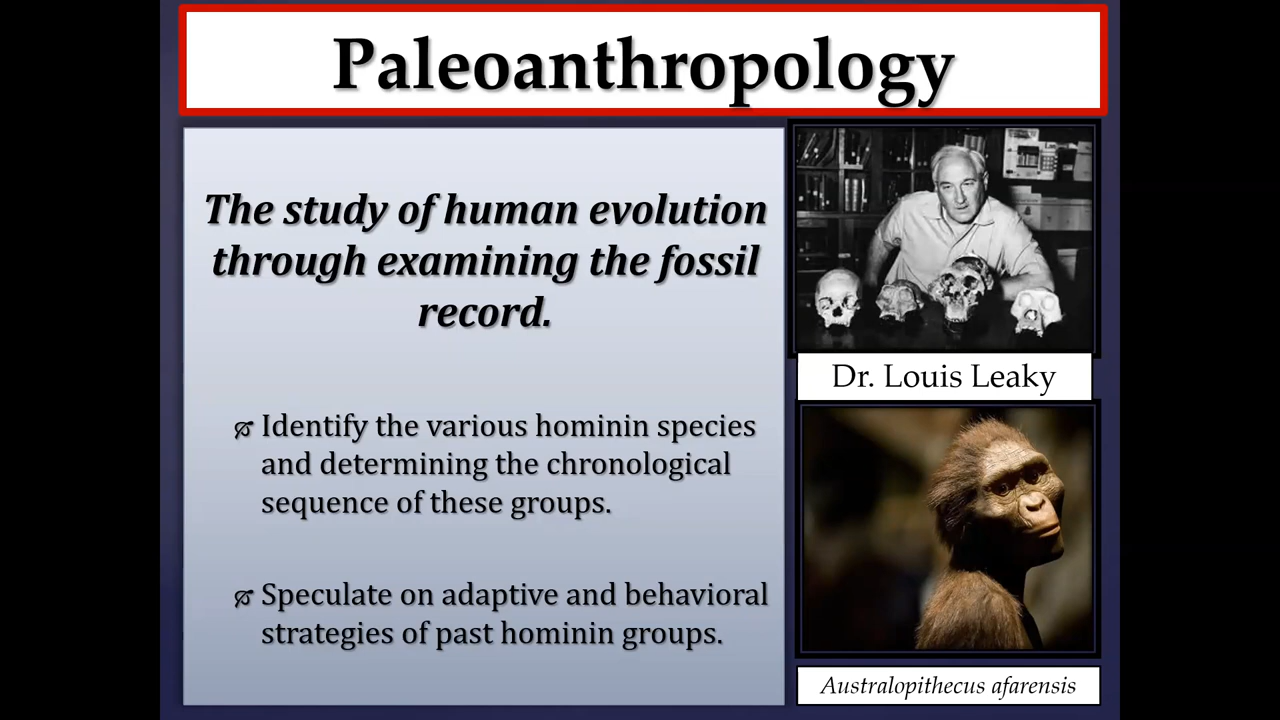 Paleoanthropology
The study of human evolution
through examining the fossil
record.
Identify the various hominin species
and determining the chronological
sequence of these groups.
Speculate on adaptive and behavioral
strategies of past hominin groups.
Dr. Louis Leaky
Australopithecus afarensis